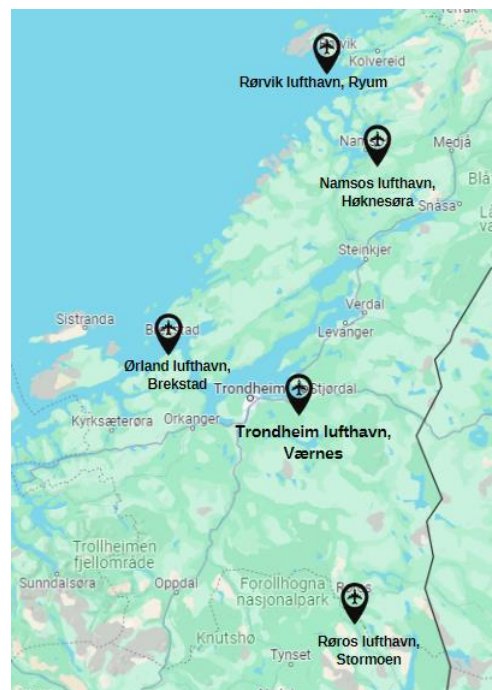 Kolvereid
Rørvik lufthavn, Ryum
Medjå
Namsos lufthavn,
Høknesøra
Snåsa
Steinkjer
Verdal
Levanger
Sistranda
Ørland lufthavn,
Brekstad
Trondheim
Stjørdal
Kyrksæterøra
Orkanger
Trondheim lufthavn,
Værnes
Trollheimen
fjellområde
Sunndalsøra
Oppdal
Forollhogna
nasjonalpark
Knutshø
Røros lufthavn,
Stormoen
Tynset